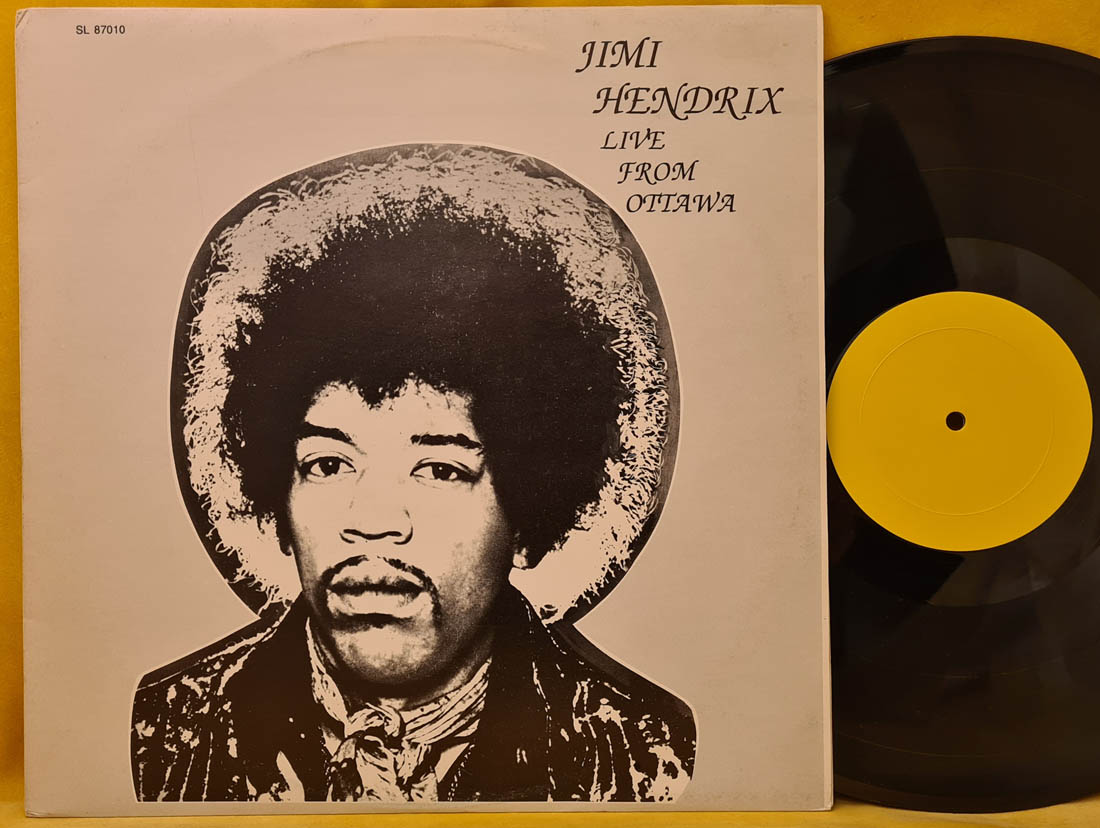 SL 87010
JIMI
HENDRIX
LIVE
FROM
OTTAWA